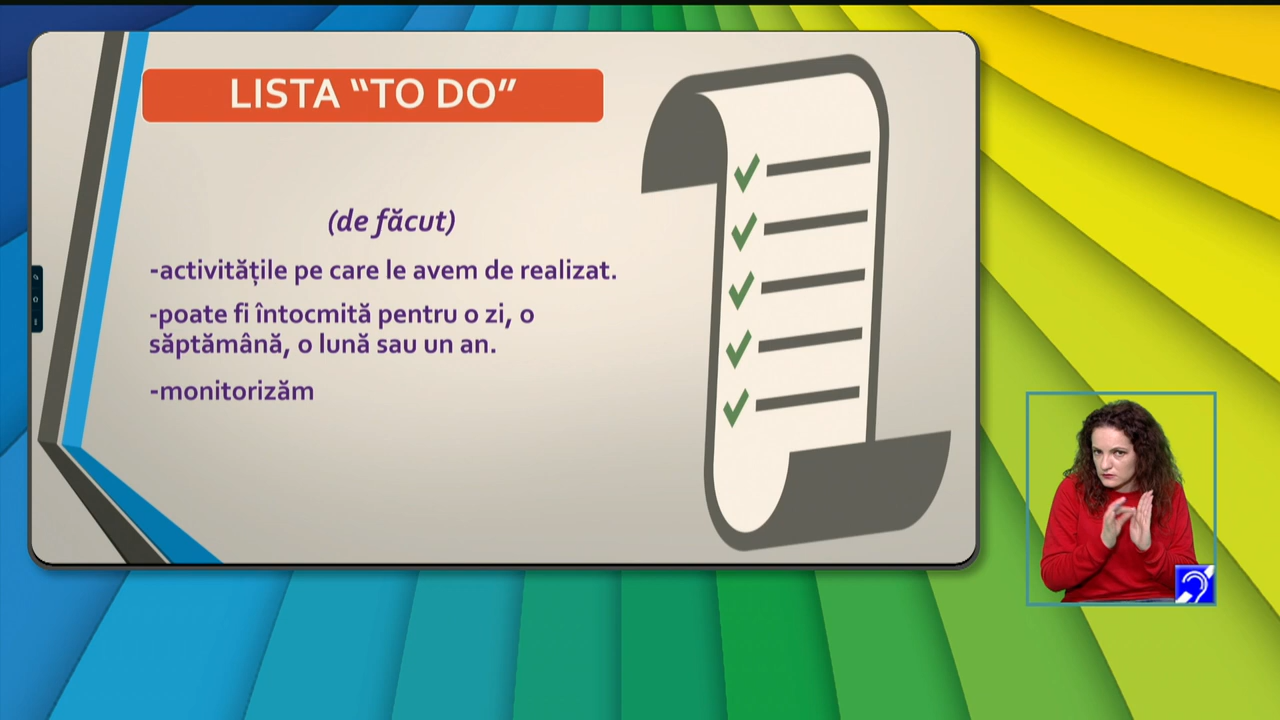 LISTA “TO DO”
(de făcut)
-activitățile pe care le avem de realizat.
-poate fi întocmită pentru o zi, o
săptămână, o lună sau un an.
-monitorizăm